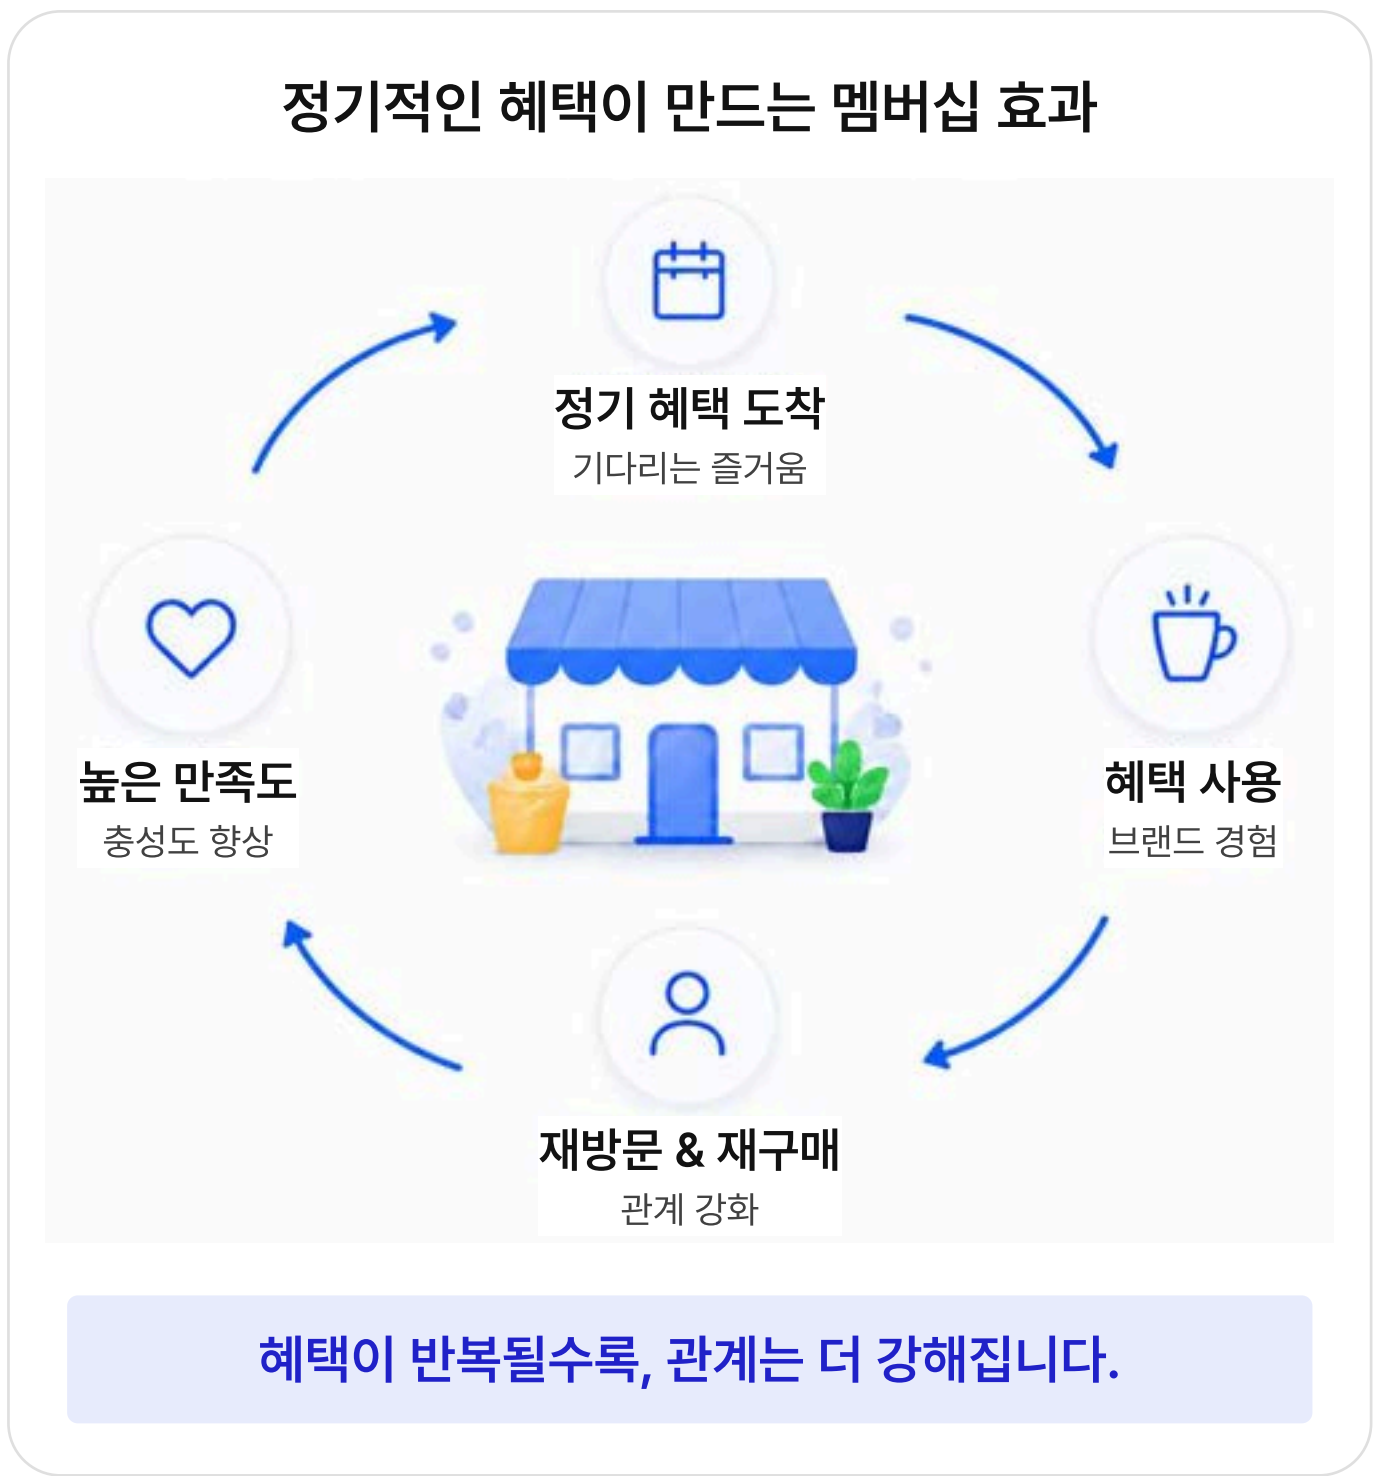 정기적인 혜택이 만드는 멤버십 효과
정기 혜택 도착
기다리는 즐거움
높은 만족도
충성도 향상
혜택 사용
브랜드 경험
재방문 & 재구매
관계 강화
혜택이 반복될수록, 관계는 더 강해집니다.